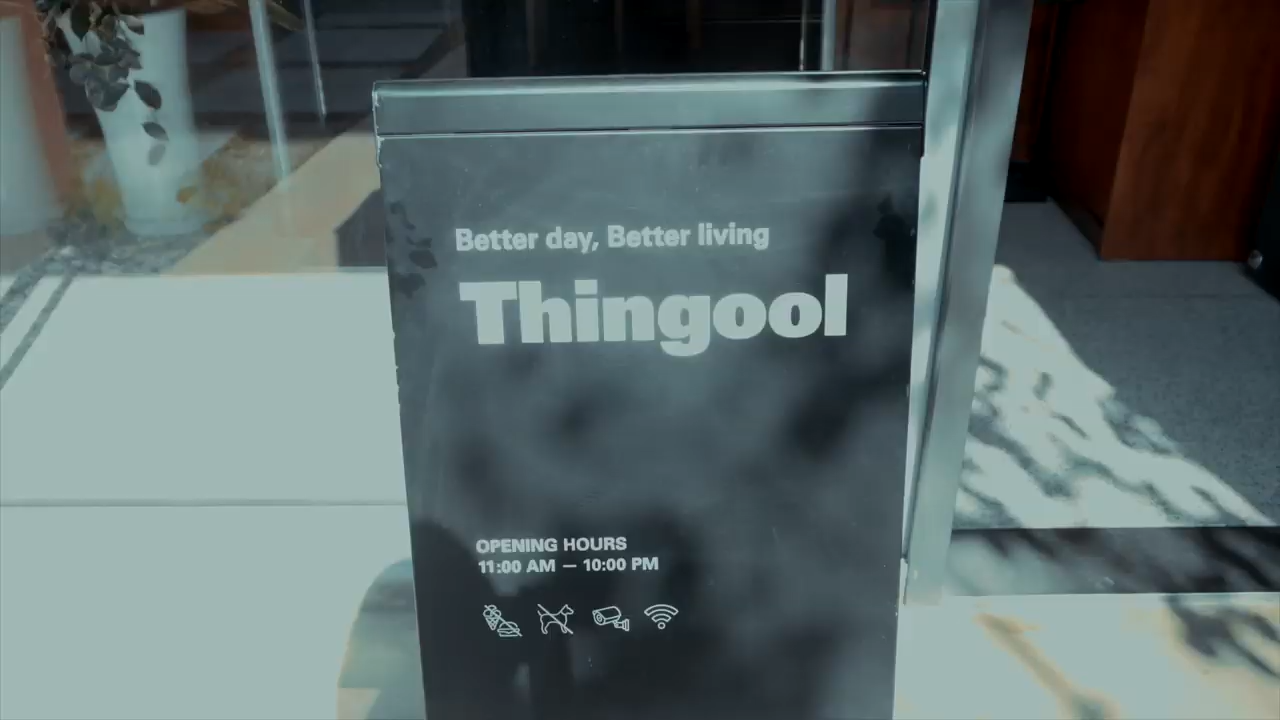 Better day, Better living
Thingool
OPENING HOURS
11:00 AM — 10:00 PM